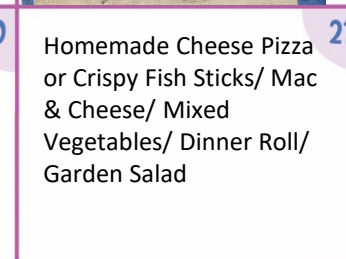 Homemade Cheese Pizza
or Crispy Fish Sticks/ Mac
& Cheese/ Mixed
Vegetables/ Dinner Roll/
Garden Salad